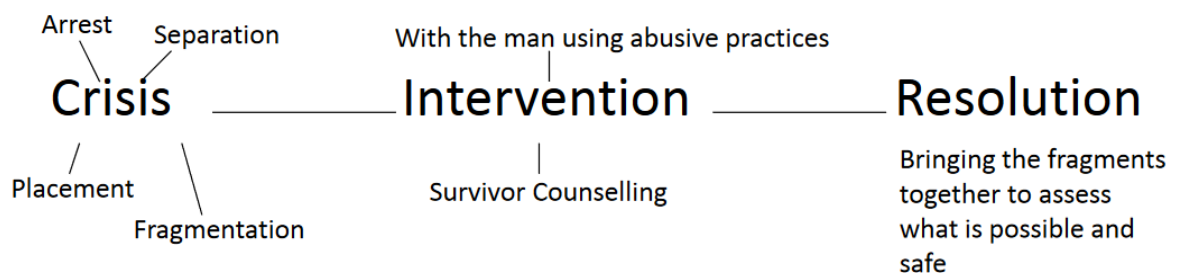 Arrest
Separation
With the man using abusive practices
Crisis
Intervention
Resolution
Placement
Fragmentation
Survivor Counselling
Bringing the fragments
together to assess
what is possible and
safe